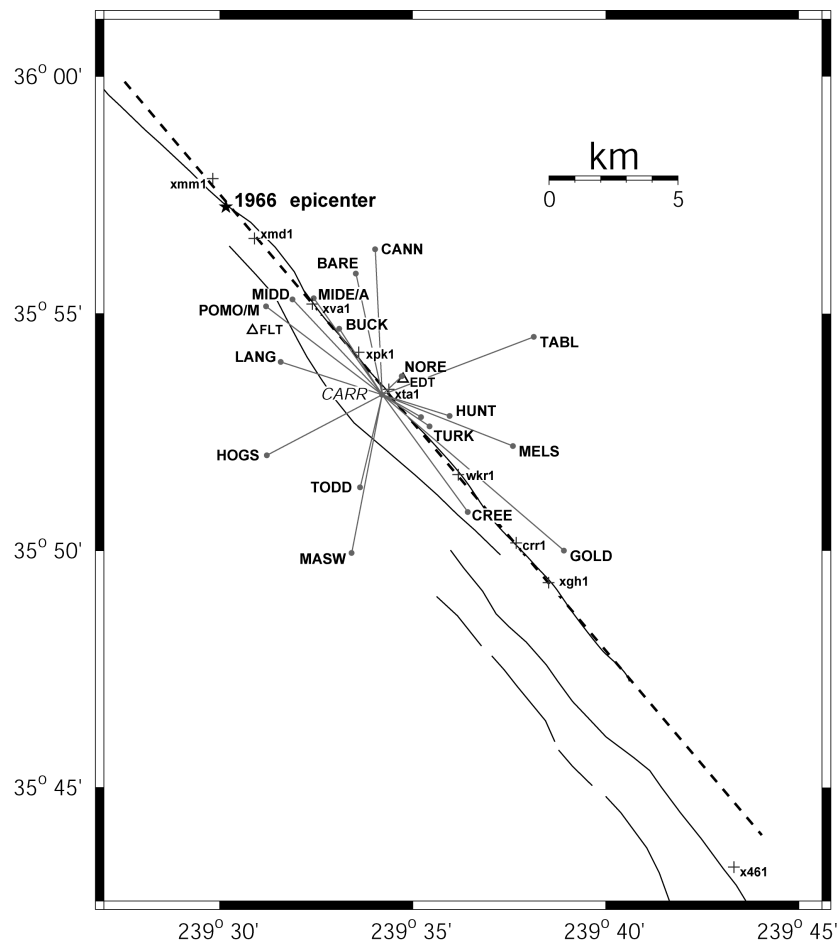 36° 00'
km
xmm1
0 5
1966 epicenter
xmd1
CANN
BARE
MIDD MIDE/A
35° 55'
POMO/M xva1
FLT BUCK
TABL
LANG xpk1
NORE
EDT
CARR xta1
HUNT
TURK
MELS
HOGS
wkr1
TODD
CREE
crr1
35° 50'
MASW GOLD
xgh1
35° 45'
x461
239° 30' 239° 35' 239° 40' 239° 45'